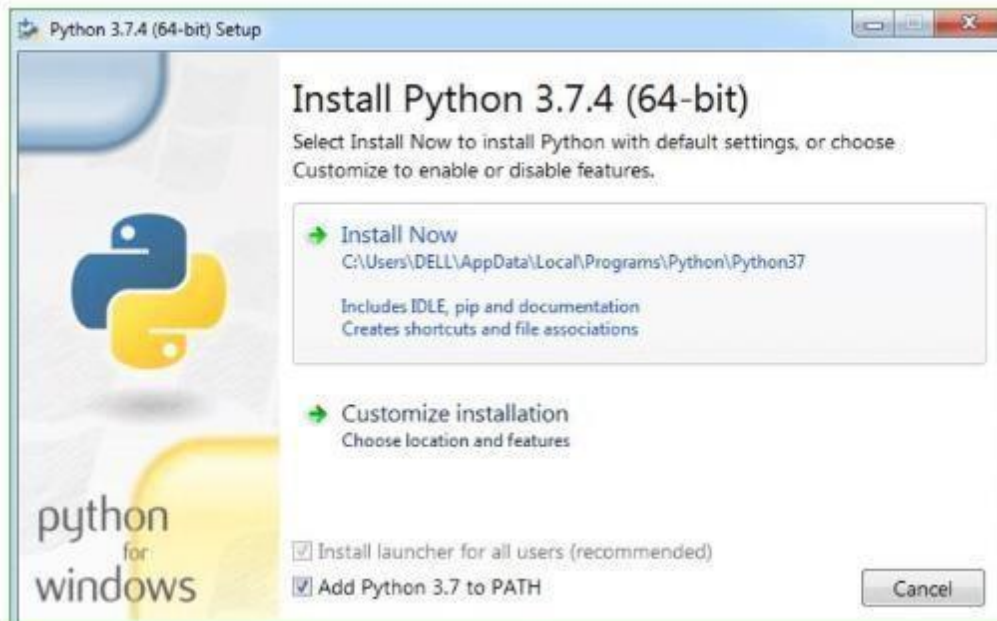 Python 3.7.4 (64-bit) Setup
Install Python 3.7.4 (64-bit)
Select Install Now to install Python with default settings, or choose
Customize to enable or disable features.
Install Now
C:\Users\DELL\AppData\Local\Programs\Python\Python37
Includes IDLE, pip and documentation
Creates shortcuts and file associations
Customize installation
Choose location and features
python
for
windows
Install launcher for all users (recommended)
Add Python 3.7 to PATH
Cancel